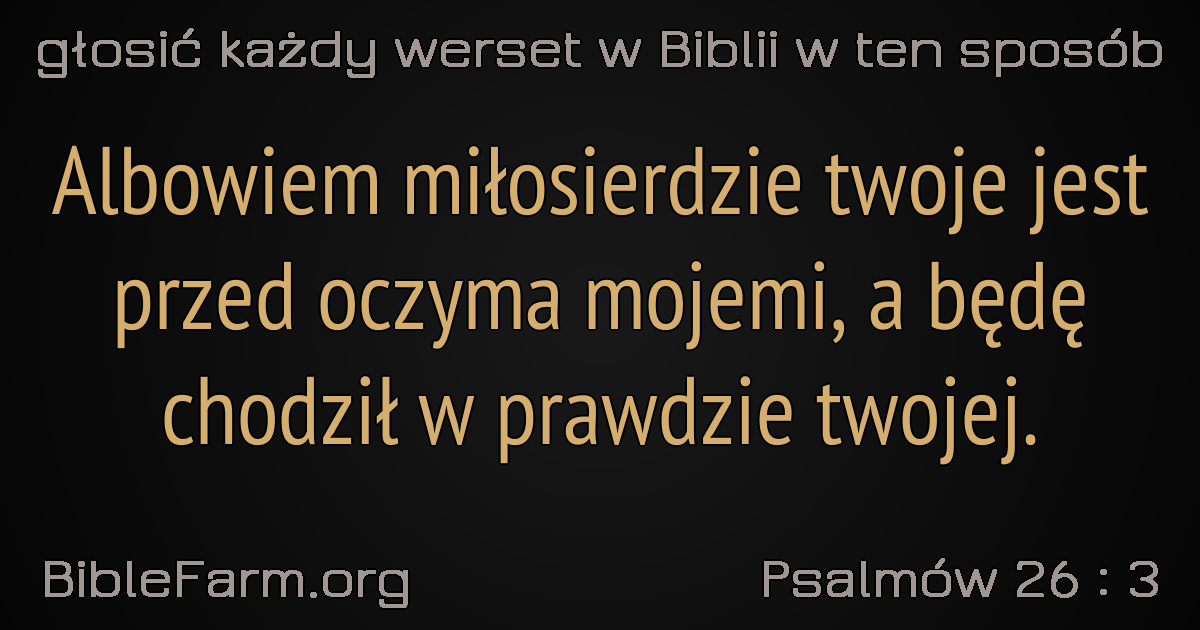 głosić każdy werset w Biblii w ten sposób
Albowiem miłosierdzie twoje jest
przed oczyma mojemi, a będę
chodził w prawdzie twojej.
BibleFarm.org
Psalmów 26 : 3